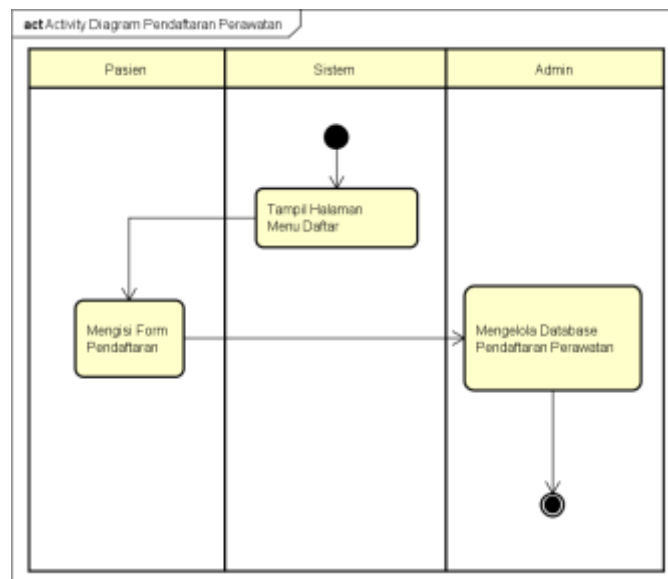 act Activity Diagram Pendaftaran Perawatan
Pasien
Sistem
Admin
Tampil Halaman
Menu Daftar
Mengisi Form
Pendaftaran
Mengelola Database
Pendaftaran Perawatan